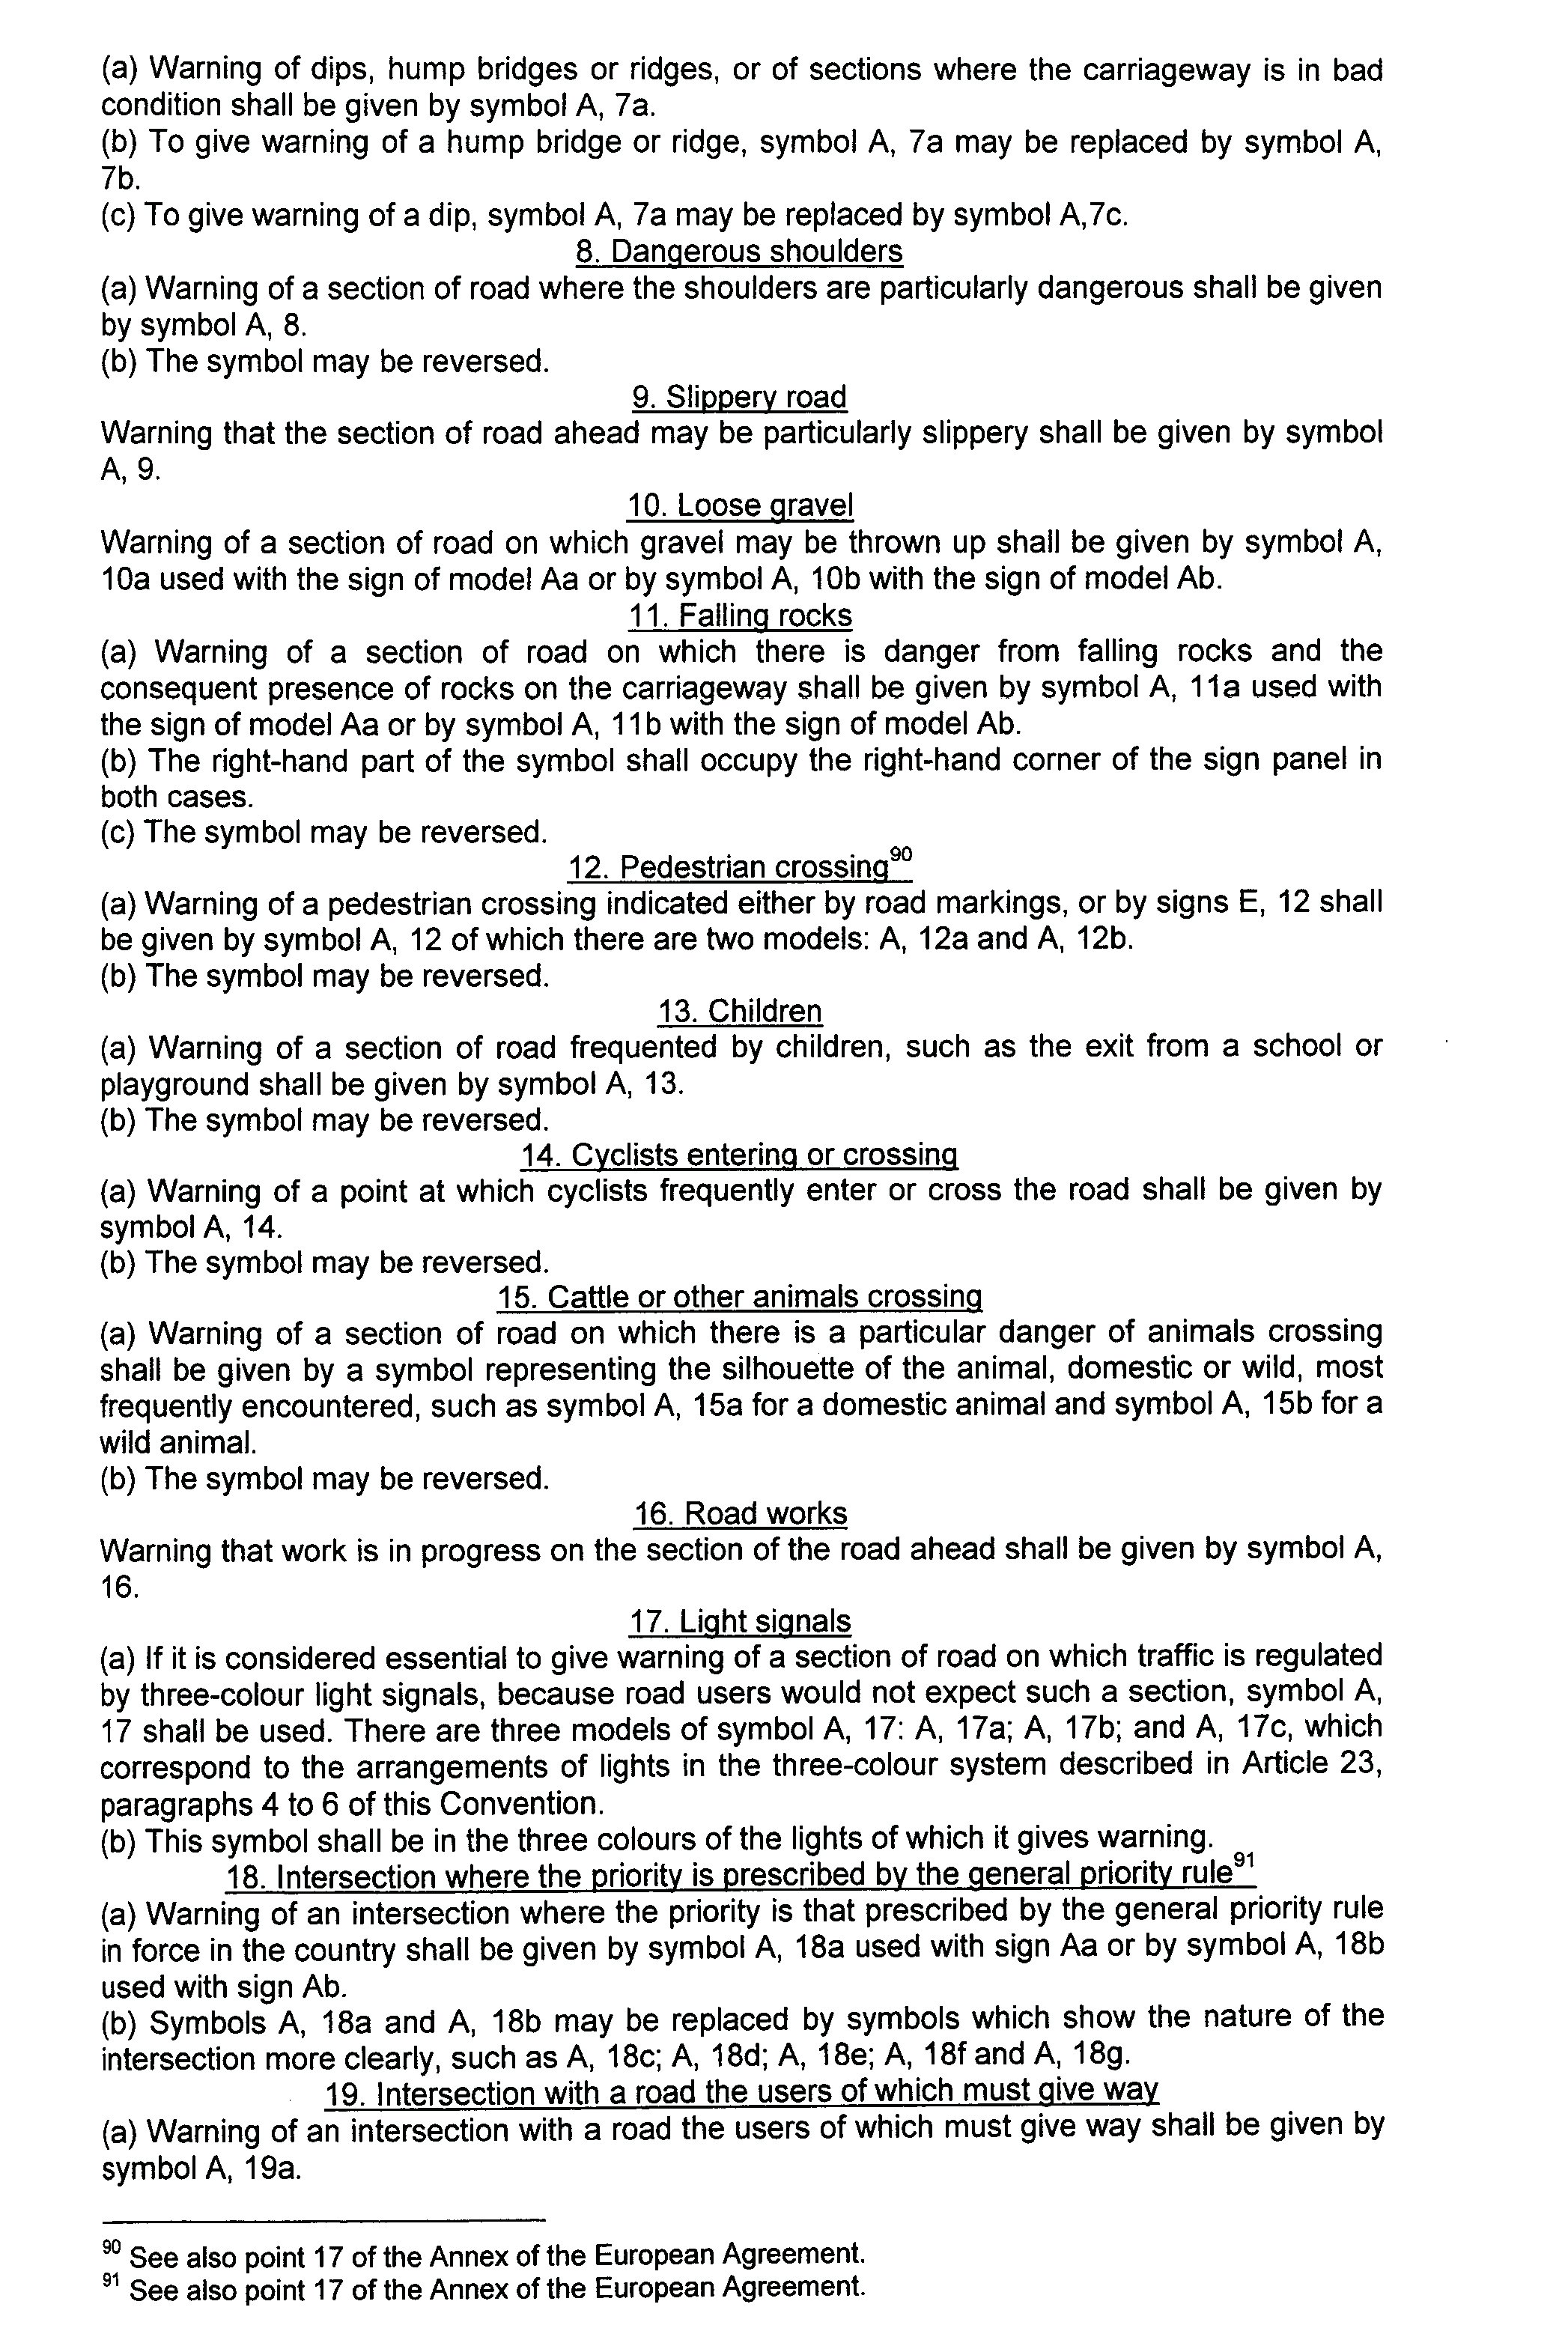 (a) Warning of dips, hump bridges or ridges, or of sections where the carriageway is in bad
condition shall be given by symbol A, 7a.
(b) To give warning of a hump bridge or ridge, symbol A, 7a may be replaced by symbol A,
7b.
(c) To give warning of a dip, symbol A, 7a may be replaced by symbol A,7c.
8. Dangerous shoulders
(a) Warning of a section of road where the shoulders are particularly dangerous shall be given
by symbol A, 8.
(b) The symbol may be reversed.
9. Slippery road
Warning that the section of road ahead may be particularly slippery shall be given by symbol
A, 9.
10. Loose gravel
Warning of a section of road on which gravel may be thrown up shall be given by symbol A,
10a used with the sign of model Aa or by symbol A, 10b with the sign of model Ab.
11. Falling rocks
(a) Warning of a section of road on which there is danger from falling rocks and the
consequent presence of rocks on the carriageway shall be given by symbol A, 11a used with
the sign of model Aa or by symbol A, 11b with the sign of model Ab.
(b) The right-hand part of the symbol shall occupy the right-hand corner of the sign panel in
both cases.
(c) The symbol may be reversed.
12. Pedestrian crossing90
(a) Warning of a pedestrian crossing indicated either by road markings, or by signs E, 12 shall
be given by symbol A, 12 of which there are two models: A, 12a and A, 12b.
(b) The symbol may be reversed.
13. Children
(a) Warning of a section of road frequented by children, such as the exit from a school or
playground shall be given by symbol A, 13.
(b) The symbol may be reversed.
14. Cyclists entering or crossing
(a) Warning of a point at which cyclists frequently enter or cross the road shall be given by
symbol A, 14.
(b) The symbol may be reversed.
15. Cattle or other animals crossing
(a) Warning of a section of road on which there is a particular danger of animals crossing
shall be given by a symbol representing the silhouette of the animal, domestic or wild, most
frequently encountered, such as symbol A, 15a for a domestic animal and symbol A, 15b for a
wild animal.
(b) The symbol may be reversed.
16. Road works
Warning that work is in progress on the section of the road ahead shall be given by symbol A,
16.
17. Light signals
(a) If it is considered essential to give warning of a section of road on which traffic is regulated
by three-colour light signals, because road users would not expect such a section, symbol A,
17 shall be used. There are three models of symbol A, 17: A, 17a; A, 17b; and A, 17c, which
correspond to the arrangements of lights in the three-colour system described in Article 23,
paragraphs 4 to 6 of this Convention.
(b) This symbol shall be in the three colours of the lights of which it gives warning.
18. Intersection where the priority is prescribed by the general priority rule91
(a) Warning of an intersection where the priority is that prescribed by the general priority rule
in force in the country shall be given by symbol A, 18a used with sign Aa or by symbol A, 18b
used with sign Ab.
(b) Symbols A, 18a and A, 18b may be replaced by symbols which show the nature of the
intersection more clearly, such as A, 18c; A, 18d; A, 18e; A, 18f and A, 18g.
19. Intersection with a road the users of which must give way
(a) Warning of an intersection with a road the users of which must give way shall be given by
symbol A, 19a.
90 See also point 17 of the Annex of the European Agreement.
91 See also point 17 of the Annex of the European Agreement.